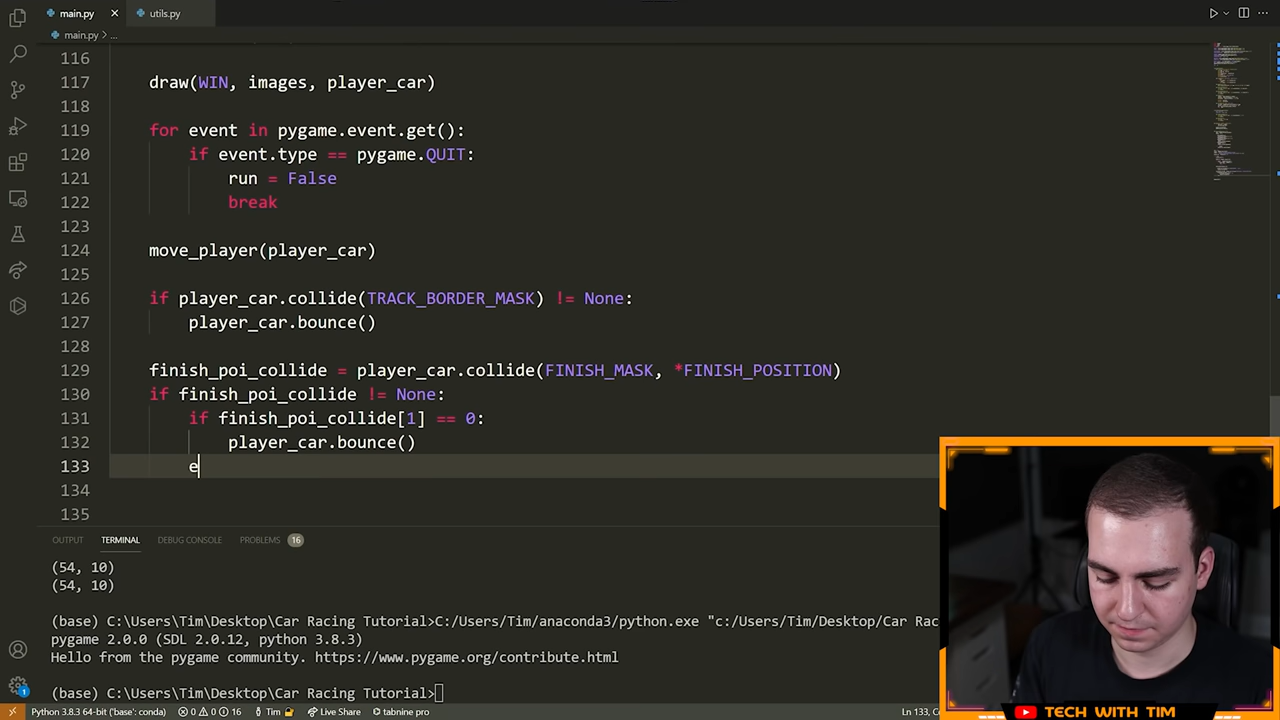 main.py
utils.py
main.py > ...
116
117 draw(WIN, images, player_car)
118
119 for event in pygame.event.get():
120 if event.type == pygame.QUIT:
121 run = False
122 break
123
124 move_player(player_car)
125
126 if player_car.collide(TRACK_BORDER_MASK) != None:
127 player_car.bounce()
128
129 finish_poi_collide = player_car.collide(FINISH_MASK, *FINISH_POSITION)
130 if finish_poi_collide != None:
131 if finish_poi_collide[1] == 0:
132 player_car.bounce()
133 e
134
135
OUTPUT TERMINAL DEBUG CONSOLE PROBLEMS 16
(54, 10)
(54, 10)
(base) C:\Users\Tim\Desktop\Car Racing Tutorial>C:/Users/Tim/anaconda3/python.exe "c:/Users/Tim/Desktop/Car Rac
pygame 2.0.0 (SDL 2.0.12, python 3.8.3)
Hello from the pygame community. https://www.pygame.org/contribute.html
(base) C:\Users\Tim\Desktop\Car Racing Tutorial>
1
Python 3.8.3 64-bit ('base': conda) 0 0 16 Tim Live Share tabnine pro Ln 133, C
TECH WITH TIM